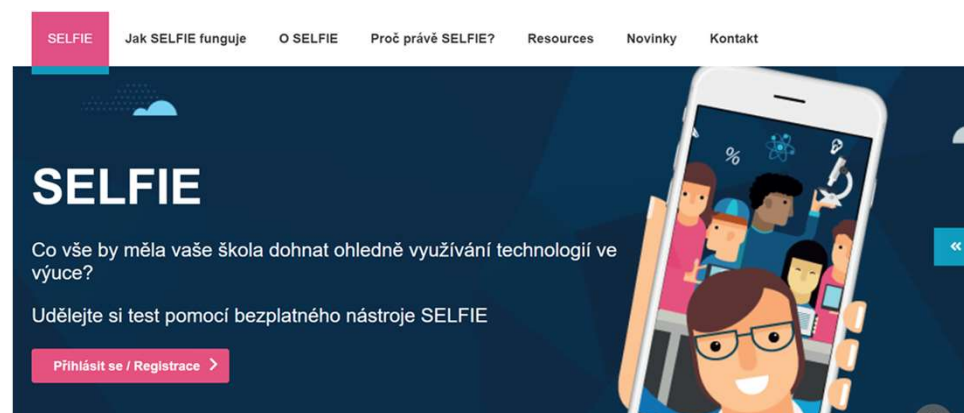 SELFIE
Jak SELFIE funguje
O SELFIE
Proč právě SELFIE?
Resources
Novinky
Kontakt
SELFIE
Co vše by měla vaše škola dohnat ohledně využívání technologií ve
výuce?
Udělejte si test pomocí bezplatného nástroje SELFIE
Přihlásit se / Registrace >
%
«